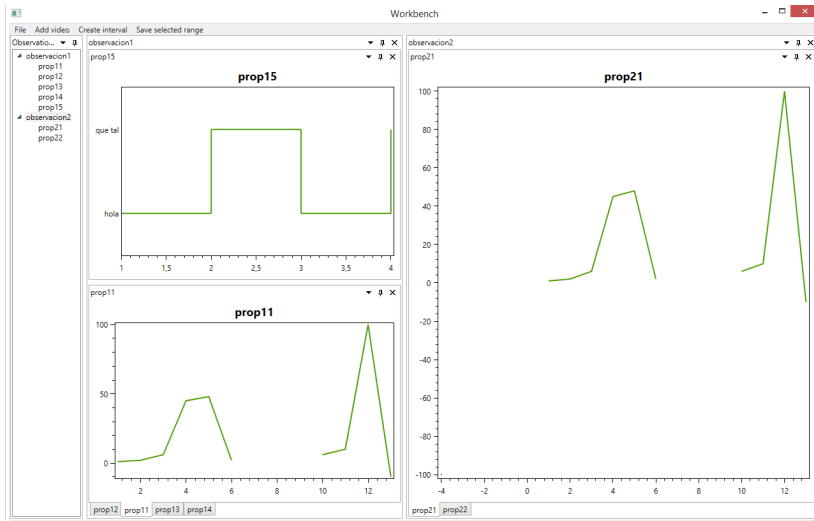 Workbench
File Add video Create interval Save selected range
Observatio...
observacion1
prop11
prop12
prop13
prop14
prop15
observacion2
prop21
prop22
observacion1
prop15
prop15
que tal
hola
1 1,5 2 2,5 3 3,5 4
prop11
prop11
100
50
0
2 4 6 8 10 12
prop12 prop11 prop13 prop14
observacion2
prop21
prop21
100
80
60
40
20
0
-20
-40
-60
-80
-100
-4 -2 0 2 4 6 8 10 12
prop21 prop22